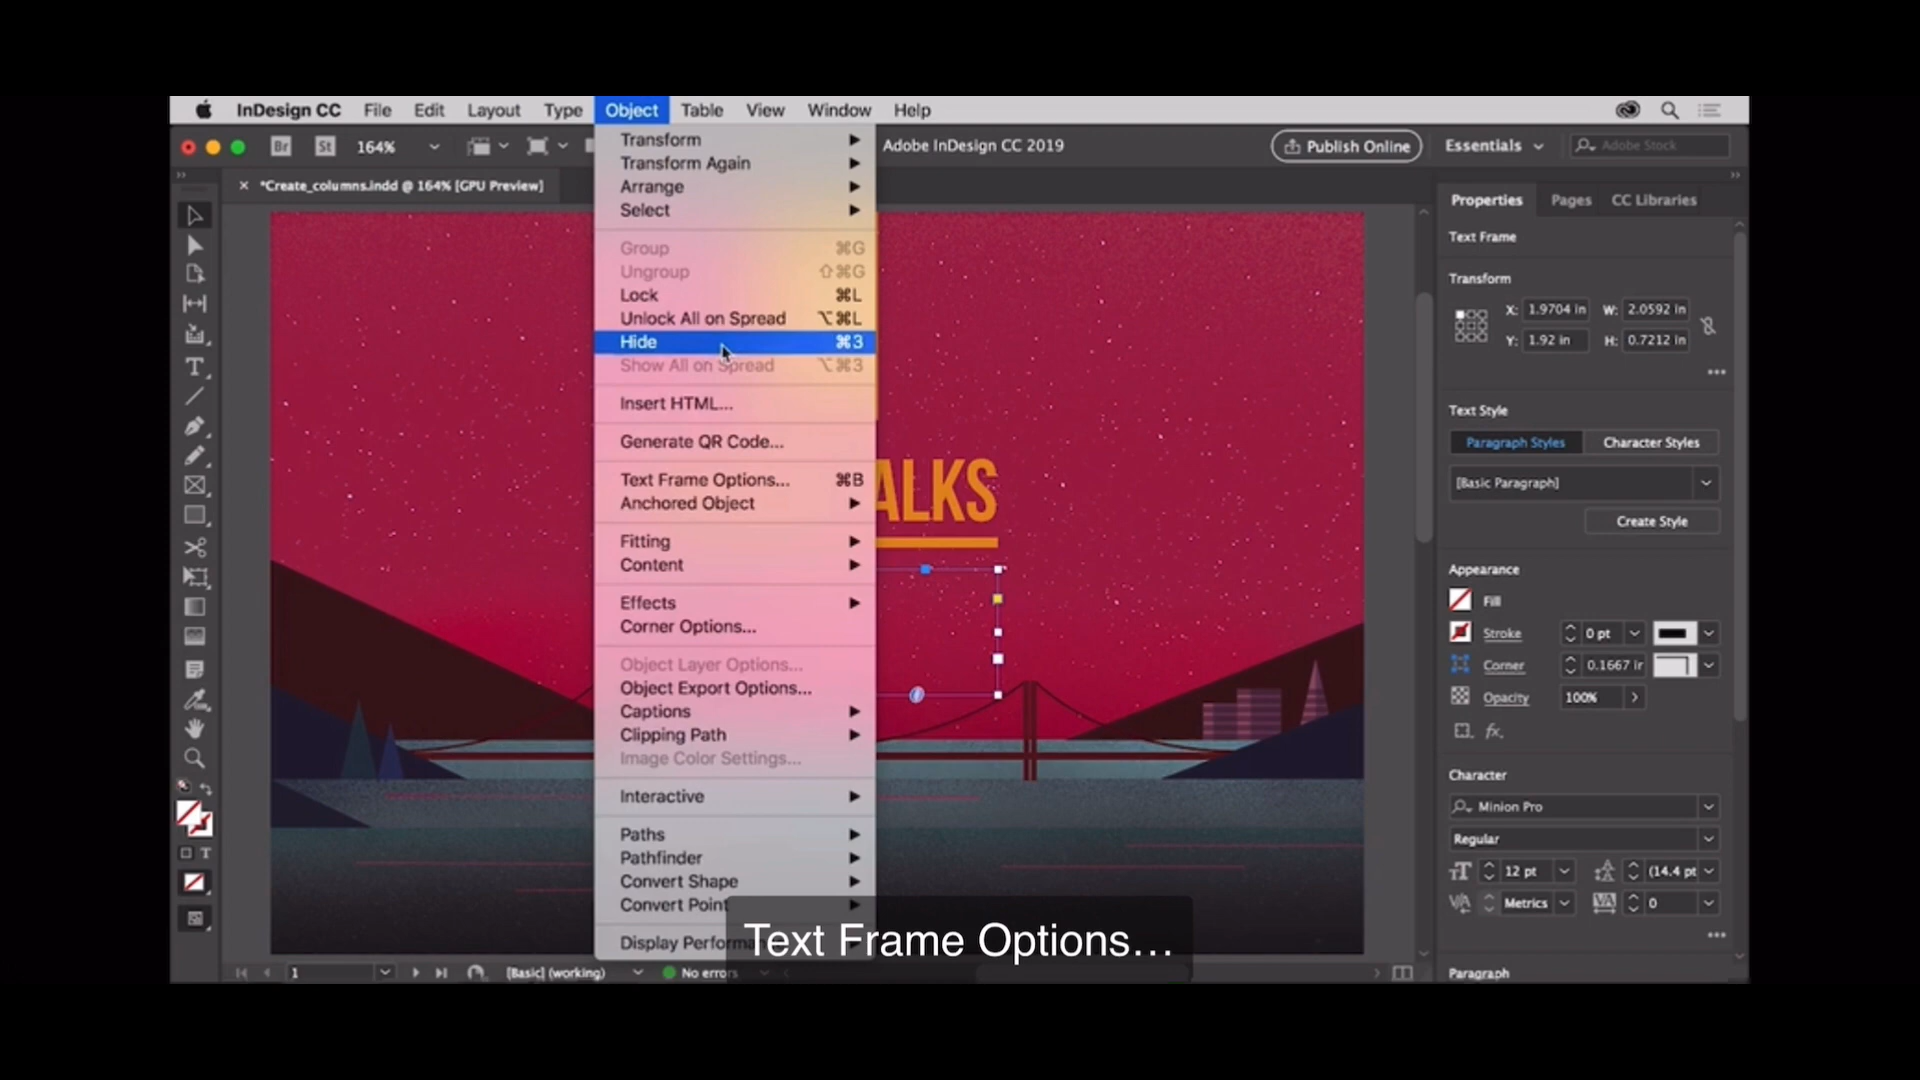 InDesign CC File Edit Layout Type Object Table View Window Help
Br St 164% Adobe InDesign CC 2019 Publish Online Essentials Adobe Stock
*Create_columns.indd @ 164% [GPU Preview]
Transform
Transform Again
Arrange
Select
Group ⌘G
Ungroup ⇧⌘G
Lock ⌘L
Unlock All on Spread ⌥⌘L
Hide ⌘3
Show All on Spread ⌥⌘3
Insert HTML...
Generate QR Code...
Text Frame Options... ⌘B
Anchored Object
Fitting
Content
Effects
Corner Options...
Object Layer Options...
Object Export Options...
Captions
Clipping Path
Image Color Settings...
Interactive
Paths
Pathfinder
Convert Shape
Convert Point
Display Performan
ALKS
Properties Pages CC Libraries
Text Frame
Transform
X: 1.9704 in W: 2.0592 in
Y: 1.92 in H: 0.7212 in
Text Style
Paragraph Styles Character Styles
[Basic Paragraph]
Create Style
Appearance
Fill
Stroke 0 pt
Corner 0.1667 in
Opacity 100%
fx.
Character
Minion Pro
Regular
12 pt (14.4 pt
Metrics 0
Paragraph
1 [Basic] (working) No errors
Text Frame Options...